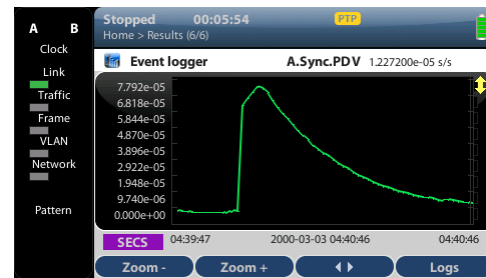 A B
Clock
Link
Traffic
Frame
VLAN
Network
Pattern
Stopped 00:05:54 PTP
Home > Results (6/6)
Event logger A.Sync.PDV 1.227200e-05 s/s
7.792e-05
6.818e-05
5.844e-05
4.870e-05
3.896e-05
2.922e-05
1.948e-05
9.740e-06
0.000e+00
SECS 04:39:47 2000-03-03 04:40:46 04:40:46
Zoom - Zoom + Logs